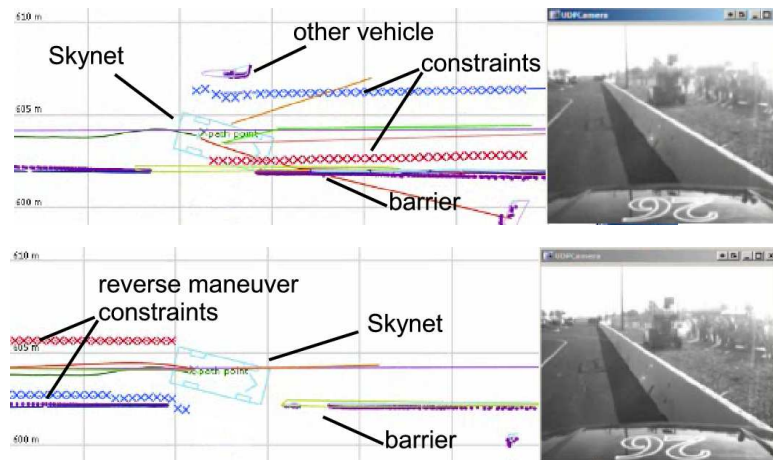 610 m
other vehicle
Skynet
constraints
605 m
path point
barrier
600 m
UDPCamera
26
610 m
reverse maneuver
constraints
Skynet
605 m
path point
barrier
600 m
UDPCamera
26